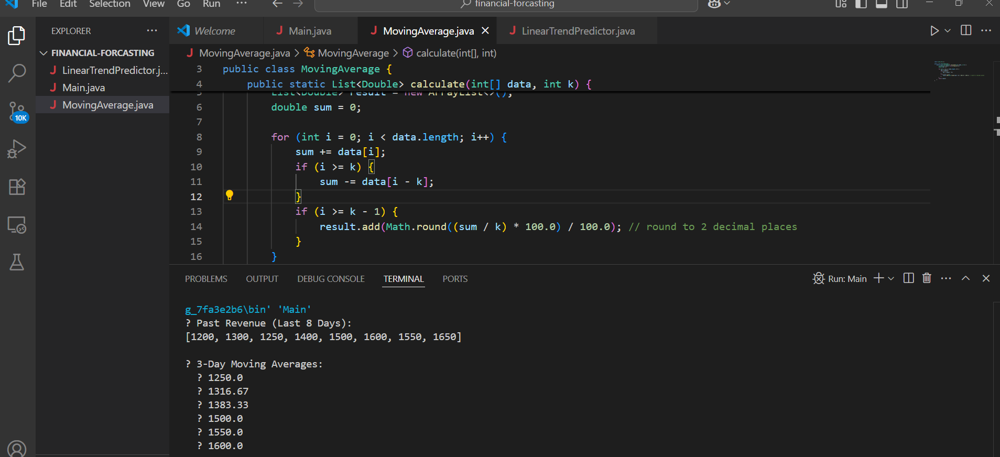 File Edit Selection View Go Run ··· ← → financial-forcasting
EXPLORER ···
FINANCIAL-FORCASTING
J LinearTrendPredictor.j...
J Main.java
J MovingAverage.java
10K
Welcome J Main.java J MovingAverage.java × J LinearTrendPredictor.java ···
J MovingAverage.java > MovingAverage > calculate(int[], int)
3 public class MovingAverage {
4 public static List<Double> calculate(int[] data, int k) {
5 List<Double> result = new ArrayList<>();
6 double sum = 0;
7
8 for (int i = 0; i < data.length; i++) {
9 sum += data[i];
10 if (i >= k) {
11 sum -= data[i - k];
12 }
13 if (i >= k - 1) {
14 result.add(Math.round((sum / k) * 100.0) / 100.0); // round to 2 decimal places
15 }
16 }
PROBLEMS OUTPUT DEBUG CONSOLE TERMINAL PORTS Run: Main
g_7fa3e2b6\bin' 'Main'
? Past Revenue (Last 8 Days):
[1200, 1300, 1250, 1400, 1500, 1600, 1550, 1650]
? 3-Day Moving Averages:
? 1250.0
? 1316.67
? 1383.33
? 1500.0
? 1550.0
? 1600.0